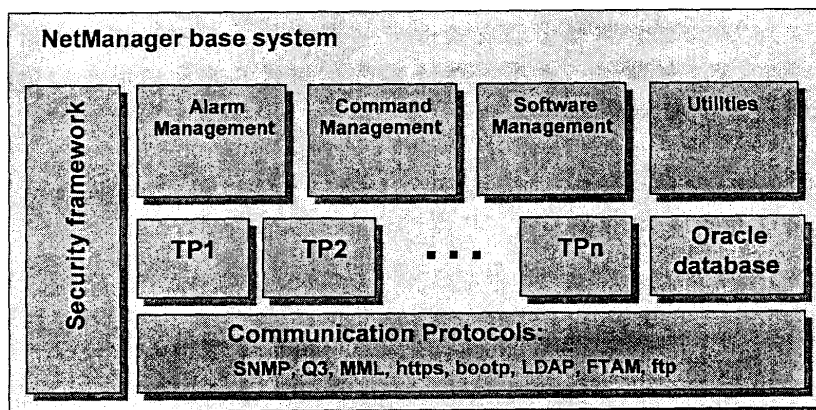 NetManager base system
Security framework
Alarm
Management
Command
Management
Software
Management
Utilities
TP1
TP2
...
TPn
Oracle
database
Communication Protocols:
SNMP, Q3, MML, https, bootp, LDAP, FTAM, ftp